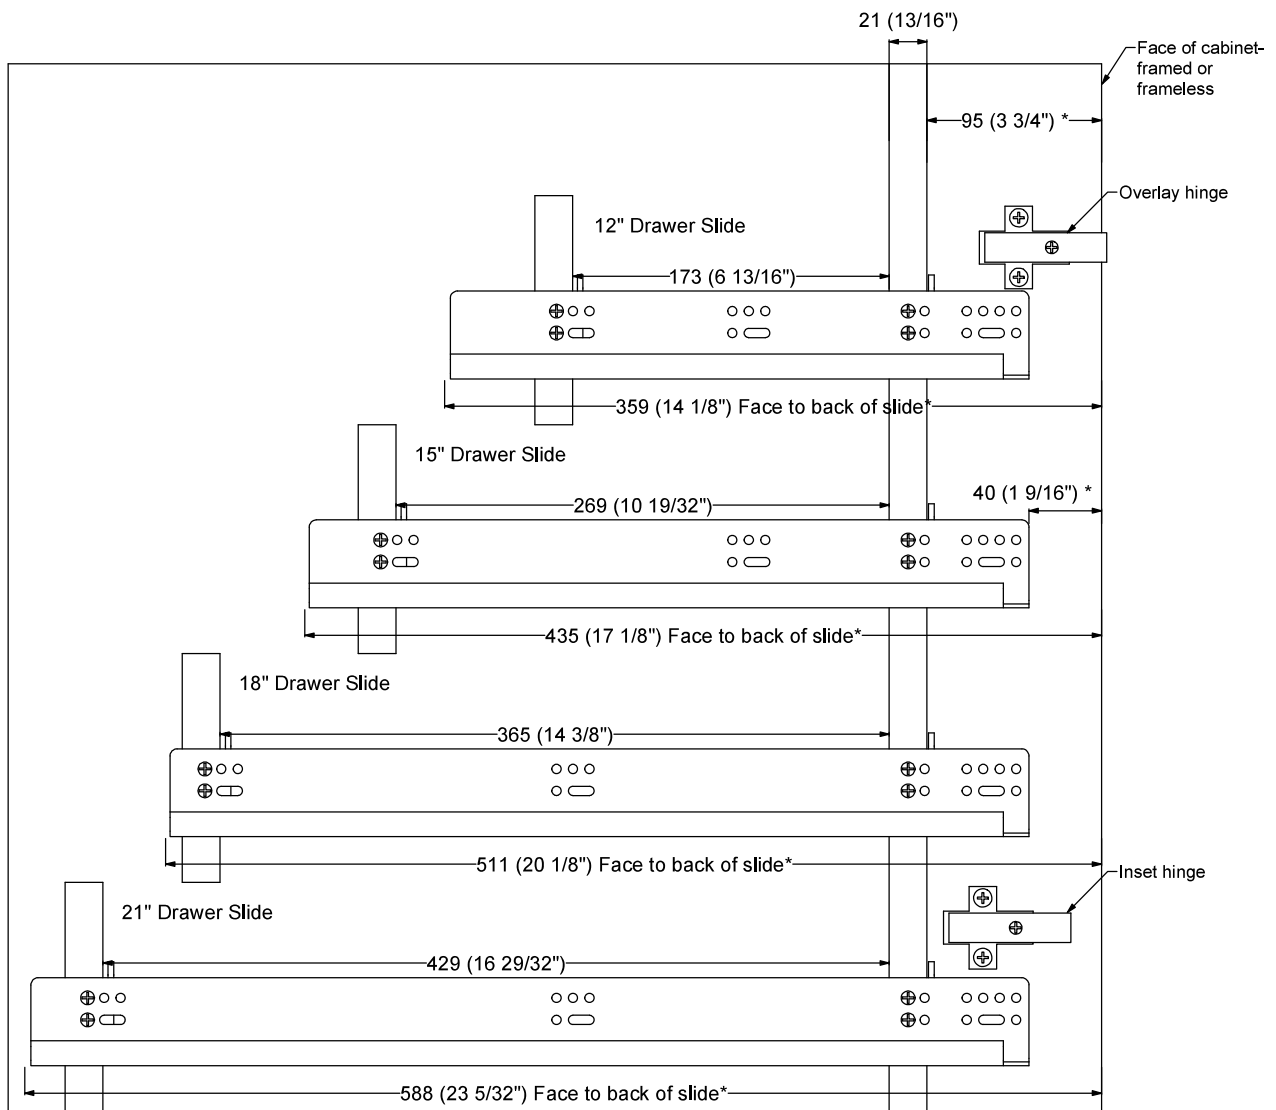 21 (13/16")
Face of cabinet-
framed or
frameless
95 (3 3/4") *
Overlay hinge
12" Drawer Slide
173 (6 13/16")
359 (14 1/8") Face to back of slide*
15" Drawer Slide
269 (10 19/32")
40 (1 9/16") *
435 (17 1/8") Face to back of slide*
18" Drawer Slide
365 (14 3/8")
511 (20 1/8") Face to back of slide*
Inset hinge
21" Drawer Slide
429 (16 29/32")
588 (23 5/32") Face to back of slide*